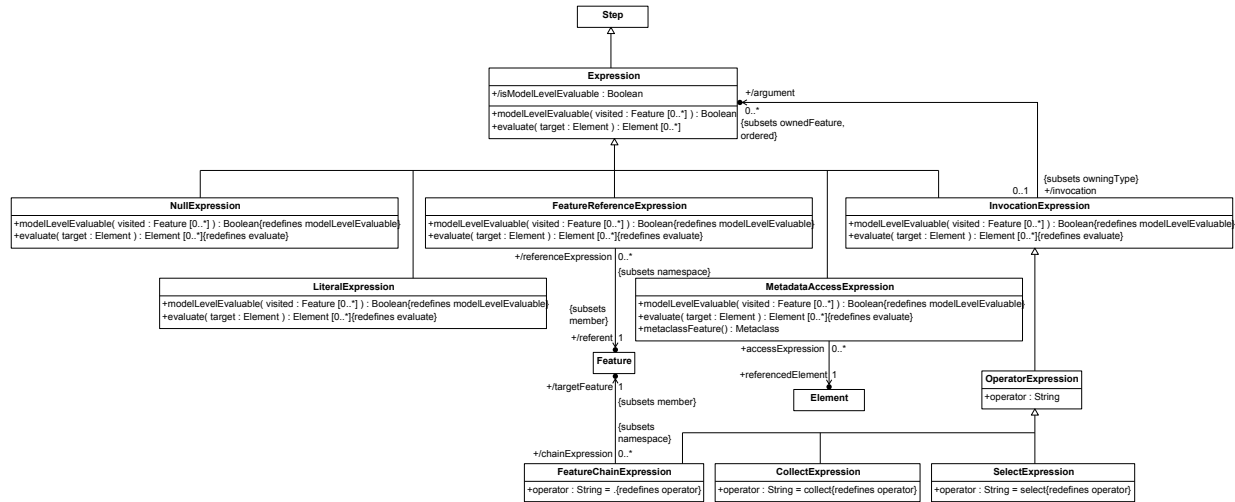 Step
Expression
+/isModelLevelEvaluable : Boolean
+modelLevelEvaluable( visited : Feature [0..*] ) : Boolean
+evaluate( target : Element ) : Element [0..*]
+/argument
0..*
{subsets ownedFeature,
ordered}
{subsets owningType}
0..1
+/invocation
NullExpression
+modelLevelEvaluable( visited : Feature [0..*] ) : Boolean{redefines modelLevelEvaluable}
+evaluate( target : Element ) : Element [0..*]{redefines evaluate}
FeatureReferenceExpression
+modelLevelEvaluable( visited : Feature [0..*] ) : Boolean{redefines modelLevelEvaluable}
+evaluate( target : Element ) : Element [0..*]{redefines evaluate}
InvocationExpression
+modelLevelEvaluable( visited : Feature [0..*] ) : Boolean{redefines modelLevelEvaluable}
+evaluate( target : Element ) : Element [0..*]{redefines evaluate}
+/referenceExpression 0..*
{subsets namespace}
LiteralExpression
+modelLevelEvaluable( visited : Feature [0..*] ) : Boolean{redefines modelLevelEvaluable}
+evaluate( target : Element ) : Element [0..*]{redefines evaluate}
MetadataAccessExpression
+modelLevelEvaluable( visited : Feature [0..*] ) : Boolean{redefines modelLevelEvaluable}
+evaluate( target : Element ) : Element [0..*]{redefines evaluate}
+metaclassFeature() : Metaclass
{subsets
member}
+/referent 1
Feature
+accessExpression 0..*
+referencedElement 1
Element
+/targetFeature 1
{subsets member}
{subsets
namespace}
+/chainExpression 0..*
OperatorExpression
+operator : String
FeatureChainExpression
+operator : String = .{redefines operator}
CollectExpression
+operator : String = collect{redefines operator}
SelectExpression
+operator : String = select{redefines operator}